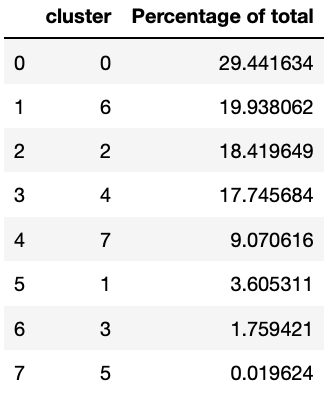 cluster Percentage of total
0 0 29.441634
1 6 19.938062
2 2 18.419649
3 4 17.745684
4 7 9.070616
5 1 3.605311
6 3 1.759421
7 5 0.019624